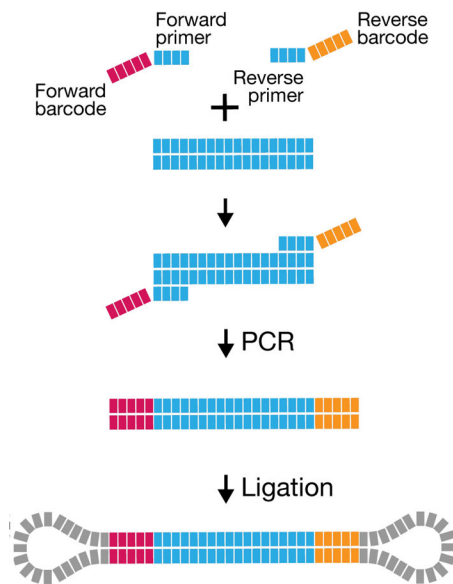 Forward
primer
Reverse
barcode
Forward
barcode
Reverse
primer
PCR
Ligation